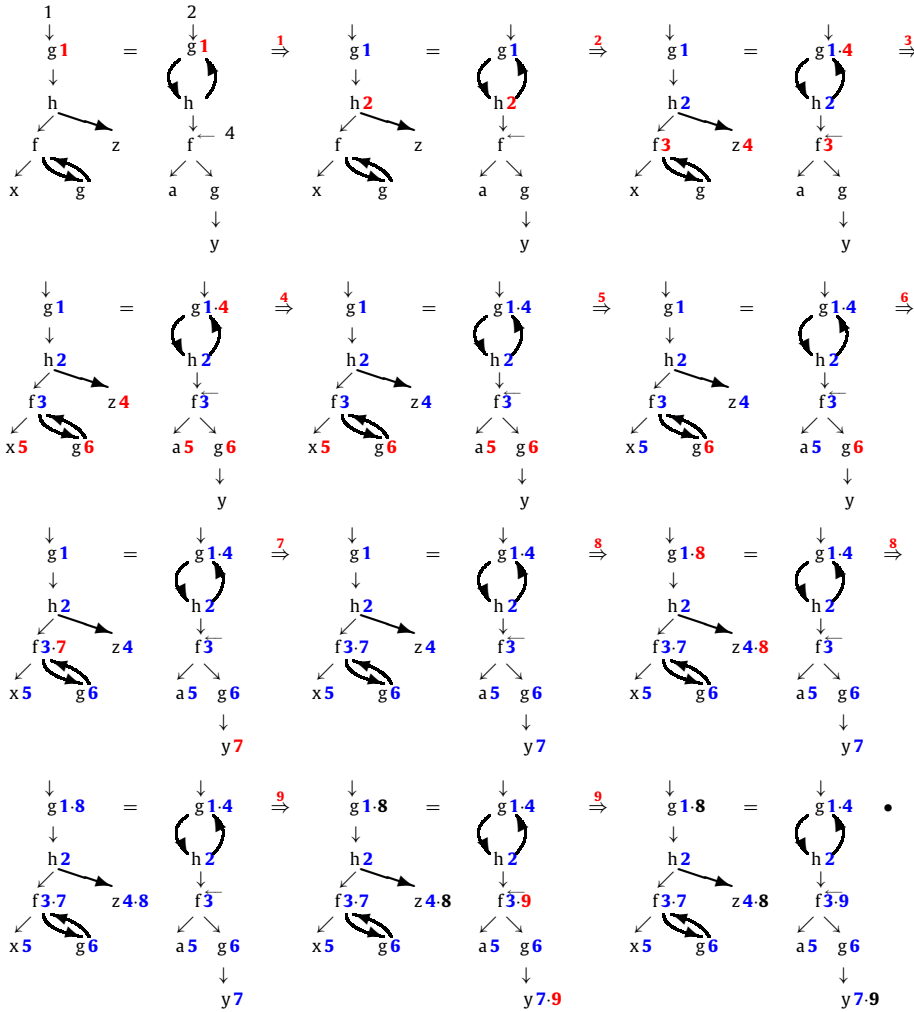 1 2
g 1 = g 1 ⇒1 g 1 = g 1 ⇒2 g 1 = g 1·4 ⇒3
h h h 2 h 2 h 2 h 2
f z f ← 4 f z f ← f 3 z 4 f 3 ←
x g a g x g a g x g a g
y y y
g 1 = g 1·4 ⇒4 g 1 = g 1·4 ⇒5 g 1 = g 1·4 ⇒6
h 2 h 2 h 2 h 2 h 2 h 2
f 3 z 4 f 3 ← f 3 z 4 f 3 ← f 3 z 4 f 3 ←
x 5 g 6 a 5 g 6 x 5 g 6 a 5 g 6 x 5 g 6 a 5 g 6
y y y
g 1 = g 1·4 ⇒7 g 1 = g 1·4 ⇒8 g 1·8 = g 1·4 ⇒8
h 2 h 2 h 2 h 2 h 2 h 2
f 3·7 z 4 f 3 ← f 3·7 z 4 f 3 ← f 3·7 z 4·8 f 3 ←
x 5 g 6 a 5 g 6 x 5 g 6 a 5 g 6 x 5 g 6 a 5 g 6
y 7 y 7 y 7
g 1·8 = g 1·4 ⇒9 g 1·8 = g 1·4 ⇒9 g 1·8 = g 1·4 •
h 2 h 2 h 2 h 2 h 2 h 2
f 3·7 z 4·8 f 3 ← f 3·7 z 4·8 f 3·9 ← f 3·7 z 4·8 f 3·9 ←
x 5 g 6 a 5 g 6 x 5 g 6 a 5 g 6 x 5 g 6 a 5 g 6
y 7 y 7·9 y 7·9